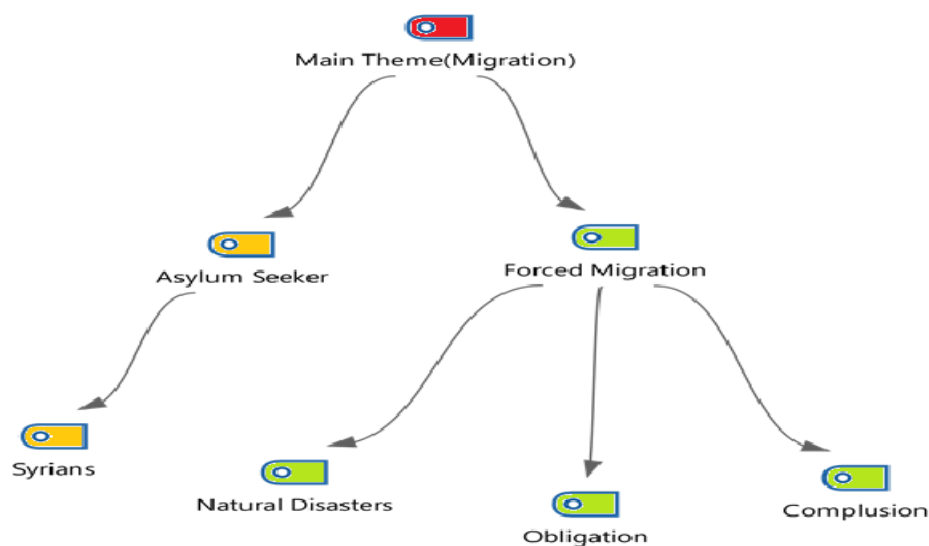 Main Theme(Migration)
Asylum Seeker
Forced Migration
Syrians
Natural Disasters
Obligation
Complusion